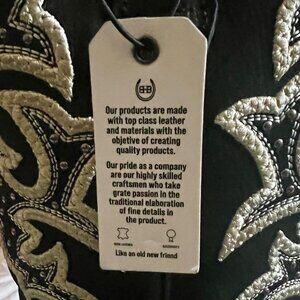 BHB
Our products are made
with top class leather
and materials with the
objetive of creating
quality products.
Our pride as a company
are our highly skilled
craftsmen who take
grate passion in the
traditional elaboration
of fine details in
the product.
Like an old new friend